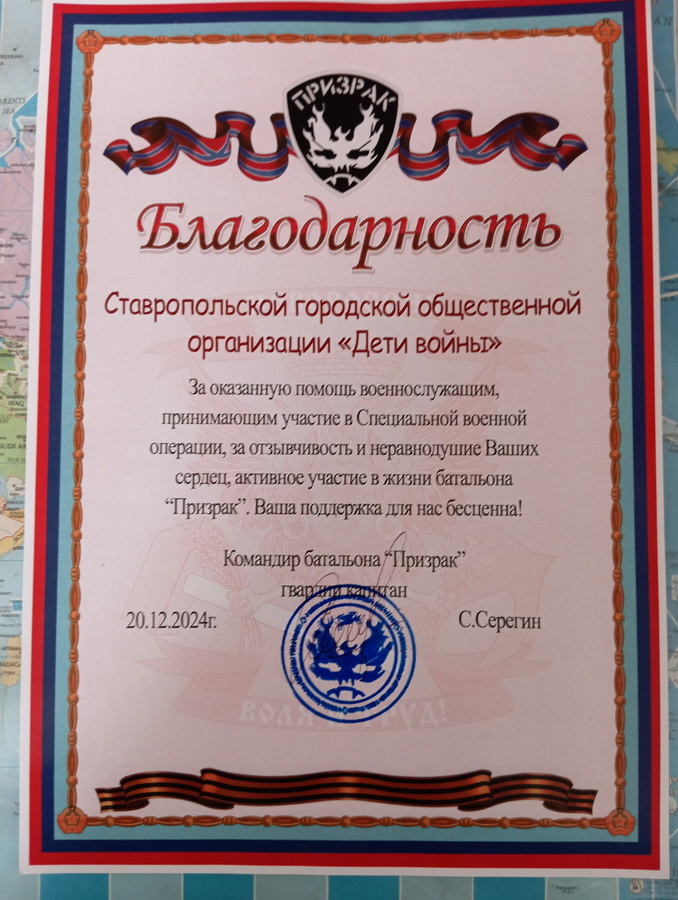 ПРИЗРАК
Благодарность
Ставропольской городской общественной
организации «Дети войны»
За оказанную помощь военнослужащим,
принимающим участие в Специальной военной
операции, за отзывчивость и неравнодушие Ваших
сердец, активное участие в жизни батальона
“Призрак”. Ваша поддержка для нас бесценна!
Командир батальона “Призрак”
гвардии капитан
20.12.2024г. С.Серегин
ВОЛЯ ТРУД!